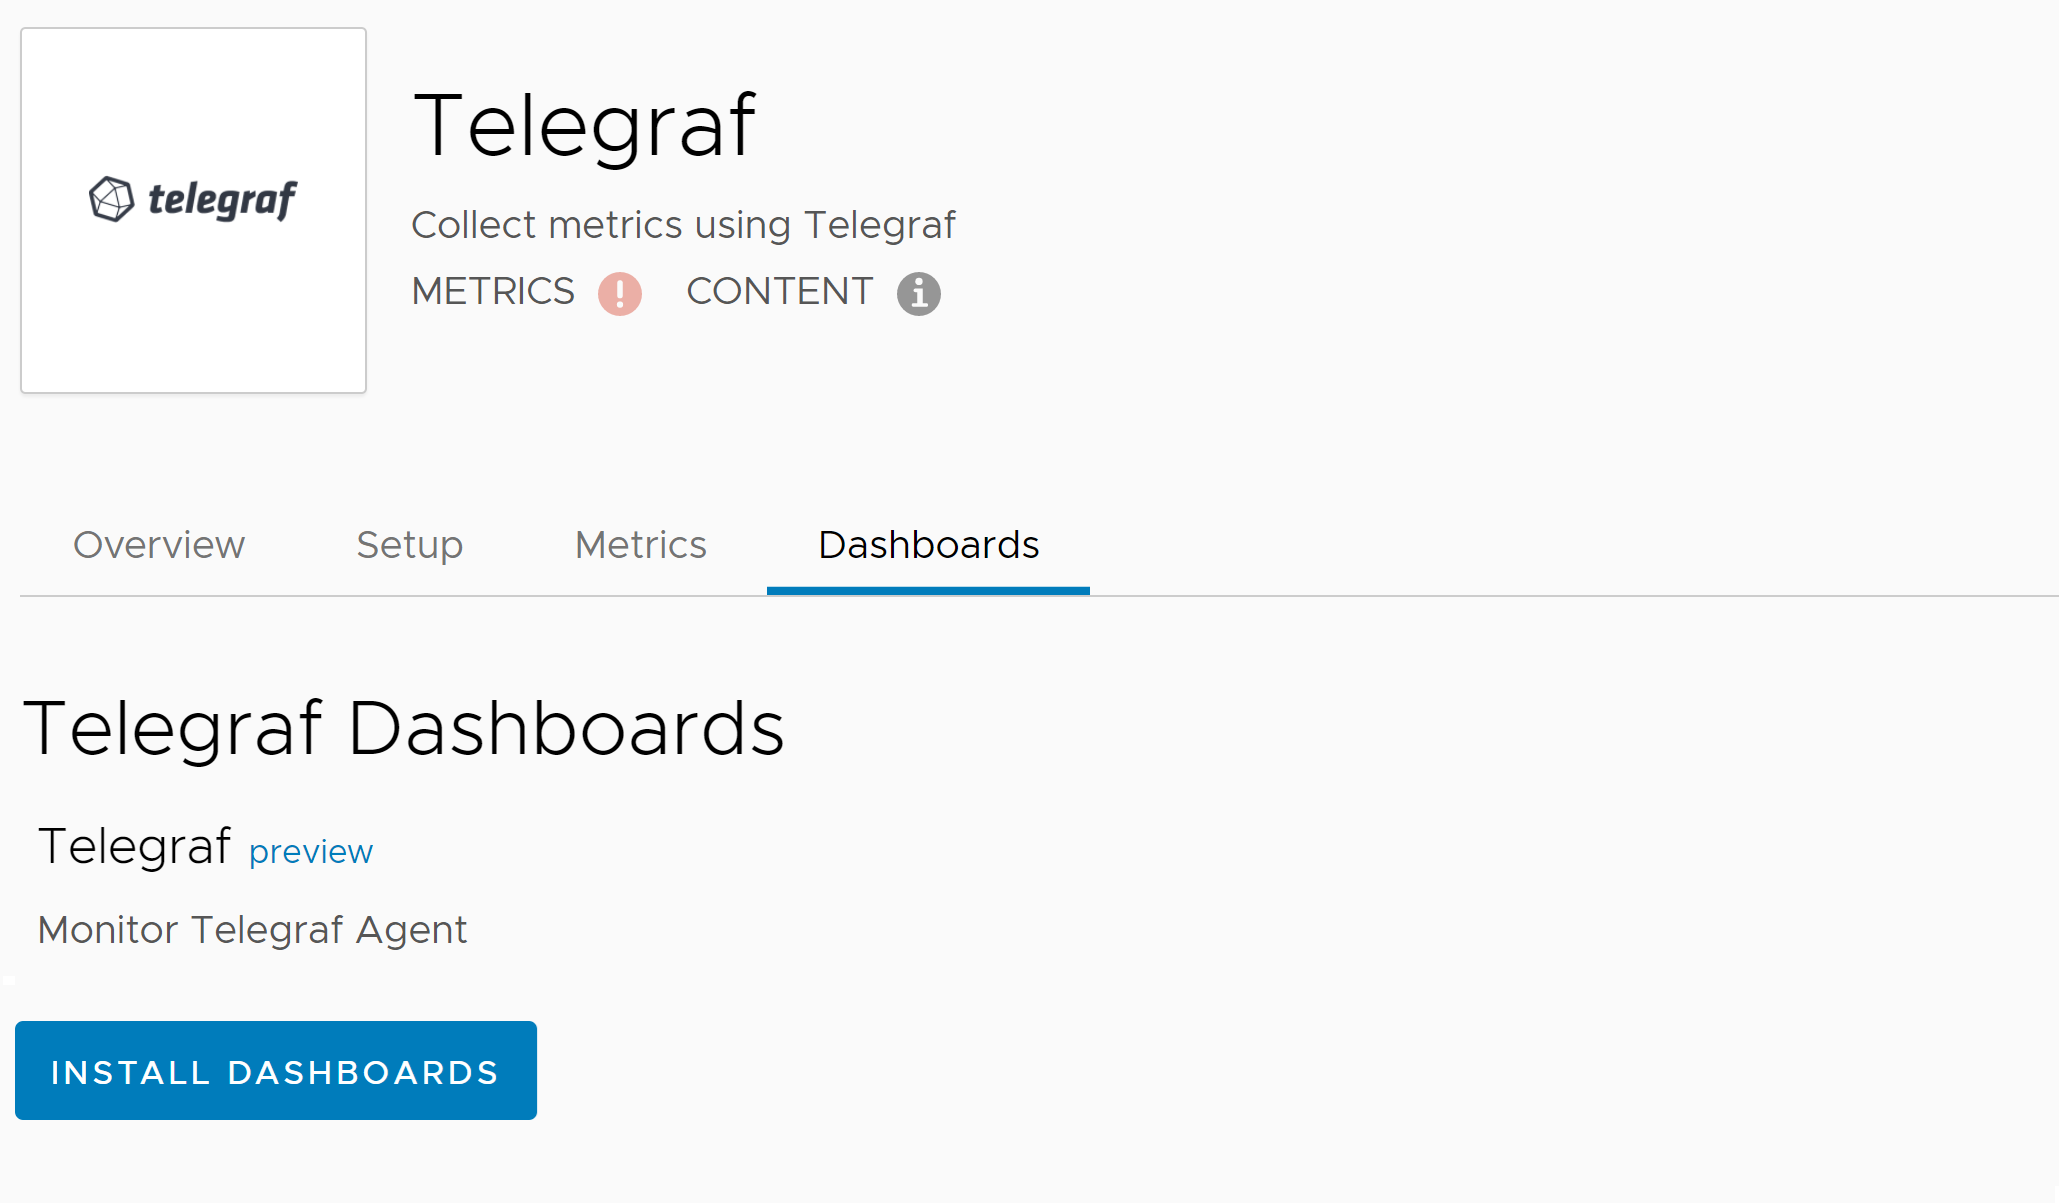 telegraf
Telegraf
Collect metrics using Telegraf
METRICS ! CONTENT i
Overview Setup Metrics Dashboards
Telegraf Dashboards
Telegraf preview
Monitor Telegraf Agent
INSTALL DASHBOARDS